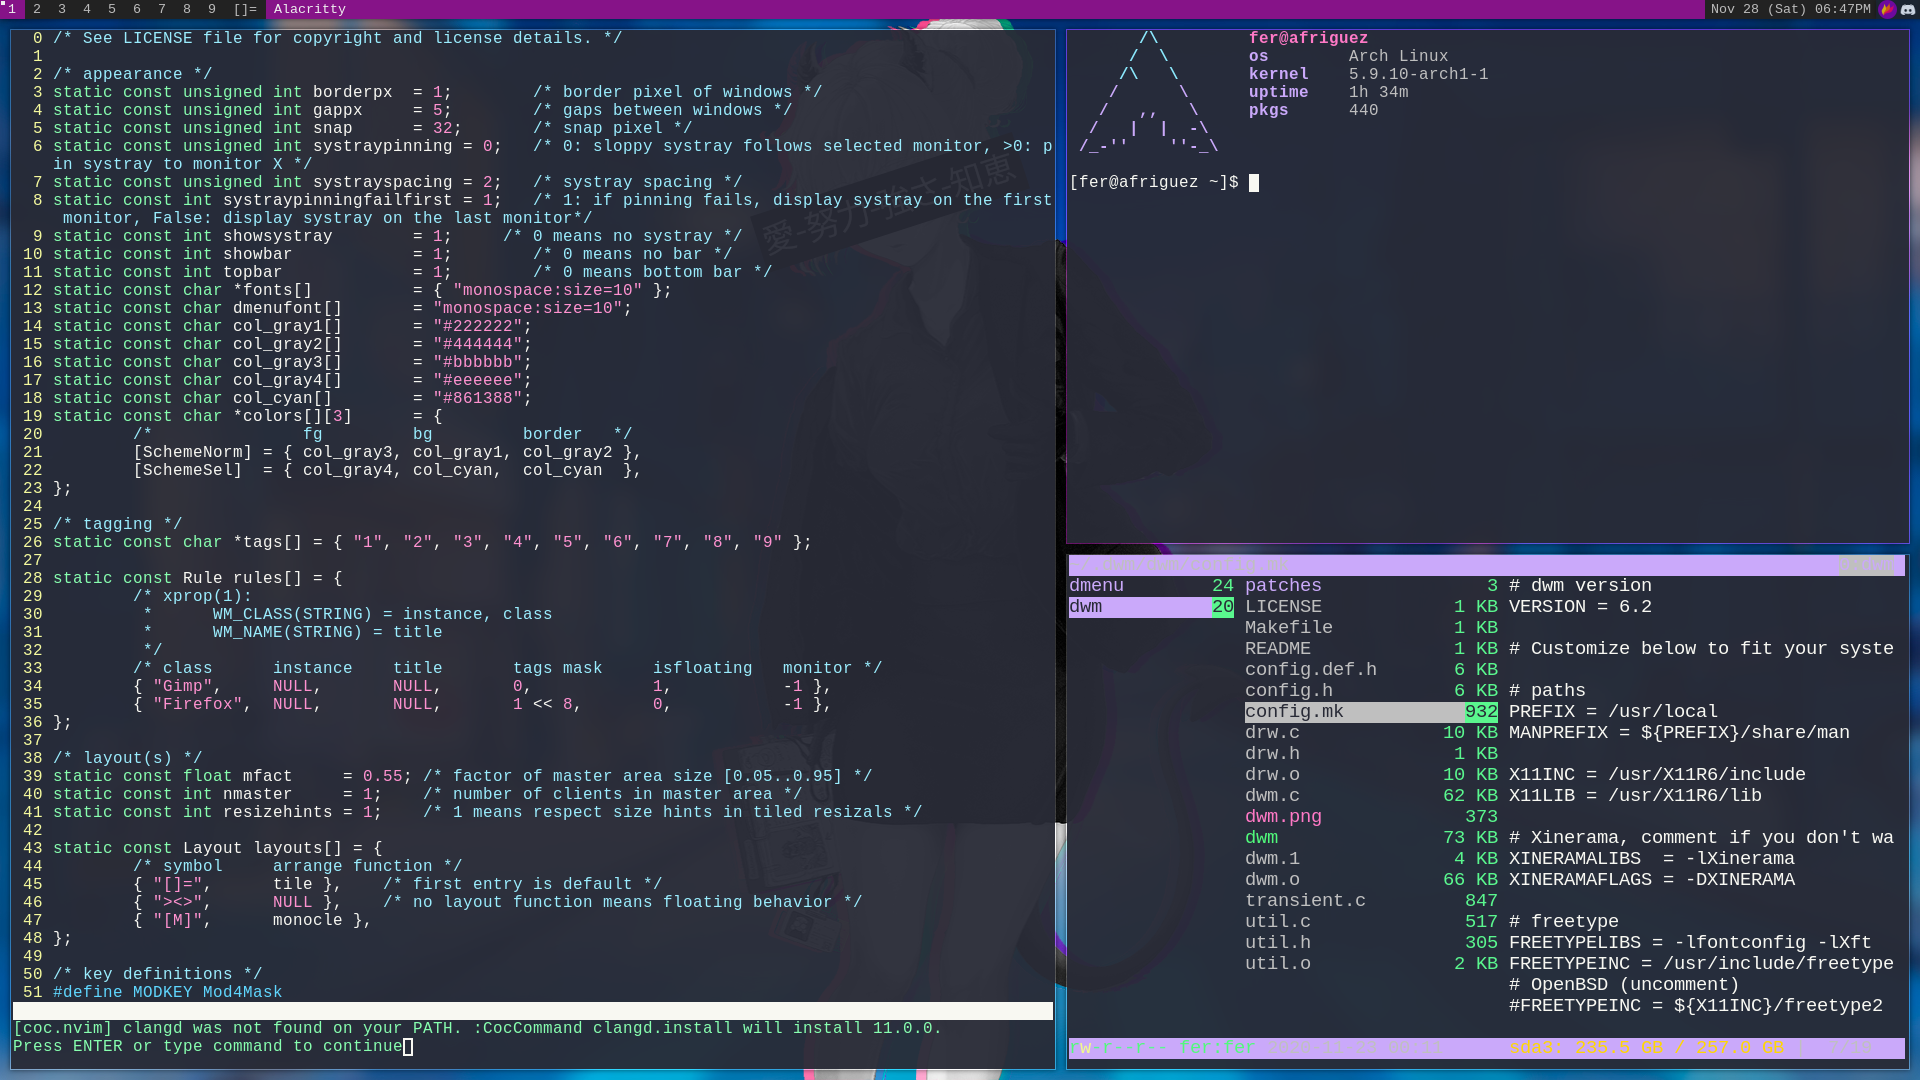 1 2 3 4 5 6 7 8 9 []= Alacritty Nov 28 (Sat) 06:47PM
0 /* See LICENSE file for copyright and license details. */
1
2 /* appearance */
3 static const unsigned int borderpx  = 1;        /* border pixel of windows */
4 static const unsigned int gappx     = 5;        /* gaps between windows */
5 static const unsigned int snap      = 32;       /* snap pixel */
6 static const unsigned int systraypinning = 0;   /* 0: sloppy systray follows selected monitor, >0: p
in systray to monitor X */
7 static const unsigned int systrayspacing = 2;   /* systray spacing */
8 static const int systraypinningfailfirst = 1;   /* 1: if pinning fails, display systray on the first
 monitor, False: display systray on the last monitor*/
9 static const int showsystray        = 1;     /* 0 means no systray */
10 static const int showbar            = 1;        /* 0 means no bar */
11 static const int topbar             = 1;        /* 0 means bottom bar */
12 static const char *fonts[]          = { "monospace:size=10" };
13 static const char dmenufont[]       = "monospace:size=10";
14 static const char col_gray1[]       = "#222222";
15 static const char col_gray2[]       = "#444444";
16 static const char col_gray3[]       = "#bbbbbb";
17 static const char col_gray4[]       = "#eeeeee";
18 static const char col_cyan[]        = "#861388";
19 static const char *colors[][3]      = {
20         /*               fg         bg         border   */
21         [SchemeNorm] = { col_gray3, col_gray1, col_gray2 },
22         [SchemeSel]  = { col_gray4, col_cyan,  col_cyan  },
23 };
24
25 /* tagging */
26 static const char *tags[] = { "1", "2", "3", "4", "5", "6", "7", "8", "9" };
27
28 static const Rule rules[] = {
29         /* xprop(1):
30          *      WM_CLASS(STRING) = instance, class
31          *      WM_NAME(STRING) = title
32          */
33         /* class      instance    title       tags mask     isfloating   monitor */
34         { "Gimp",     NULL,       NULL,       0,            1,           -1 },
35         { "Firefox",  NULL,       NULL,       1 << 8,       0,           -1 },
36 };
37
38 /* layout(s) */
39 static const float mfact     = 0.55; /* factor of master area size [0.05..0.95] */
40 static const int nmaster     = 1;    /* number of clients in master area */
41 static const int resizehints = 1;    /* 1 means respect size hints in tiled resizals */
42
43 static const Layout layouts[] = {
44         /* symbol     arrange function */
45         { "[]=",      tile },    /* first entry is default */
46         { "><>",      NULL },    /* no layout function means floating behavior */
47         { "[M]",      monocle },
48 };
49
50 /* key definitions */
51 #define MODKEY Mod4Mask
[coc.nvim] clangd was not found on your PATH. :CocCommand clangd.install will install 11.0.0.
Press ENTER or type command to continue
愛-努力-強さ-知恵
/\
/  \
/\   \
/      \
/   ,,   \
/   |  |  -\
/_-''    ''-_\
fer@afriguez
os        Arch Linux
kernel    5.9.10-arch1-1
uptime    1h 34m
pkgs      440
[fer@afriguez ~]$
dmenu 24
dwm 20
patches 3
LICENSE 1 KB
Makefile 1 KB
README 1 KB
config.def.h 6 KB
config.h 6 KB
config.mk 932
drw.c 10 KB
drw.h 1 KB
drw.o 10 KB
dwm.c 62 KB
dwm.png 373
dwm 73 KB
dwm.1 4 KB
dwm.o 66 KB
transient.c 847
util.c 517
util.h 305
util.o 2 KB
# dwm version
VERSION = 6.2
# Customize below to fit your syste
# paths
PREFIX = /usr/local
MANPREFIX = ${PREFIX}/share/man
X11INC = /usr/X11R6/include
X11LIB = /usr/X11R6/lib
# Xinerama, comment if you don't wa
XINERAMALIBS  = -lXinerama
XINERAMAFLAGS = -DXINERAMA
# freetype
FREETYPELIBS = -lfontconfig -lXft
FREETYPEINC = /usr/include/freetype
# OpenBSD (uncomment)
#FREETYPEINC = ${X11INC}/freetype2
fer:fer sda3: 235.5 GB / 257.0 GB